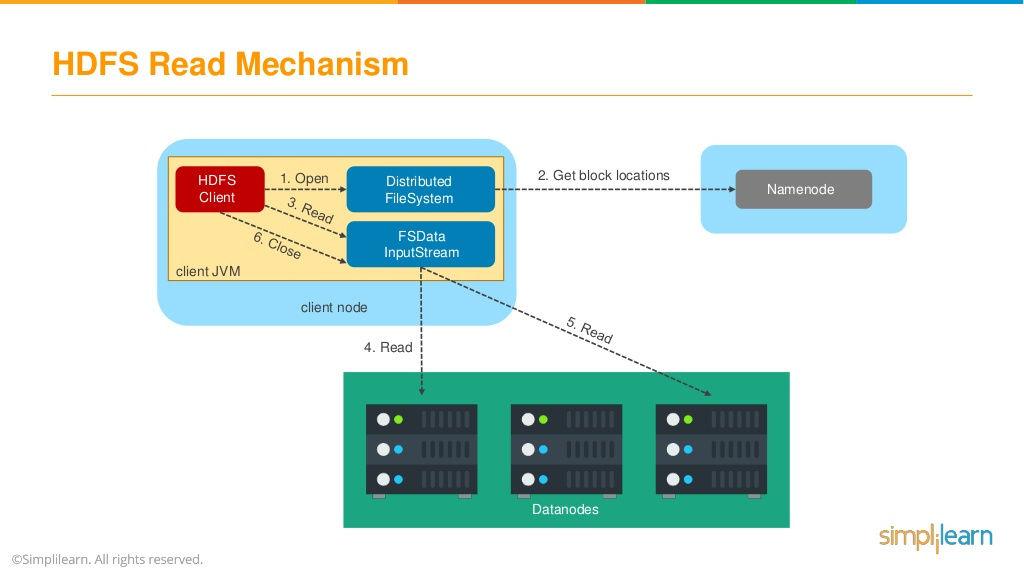 HDFS Read Mechanism
HDFS
Client
1. Open
Distributed
FileSystem
2. Get block locations
Namenode
3. Read
FSData
InputStream
6. Close
client JVM
client node
4. Read
5. Read
Datanodes
simplilearn
©Simplilearn. All rights reserved.